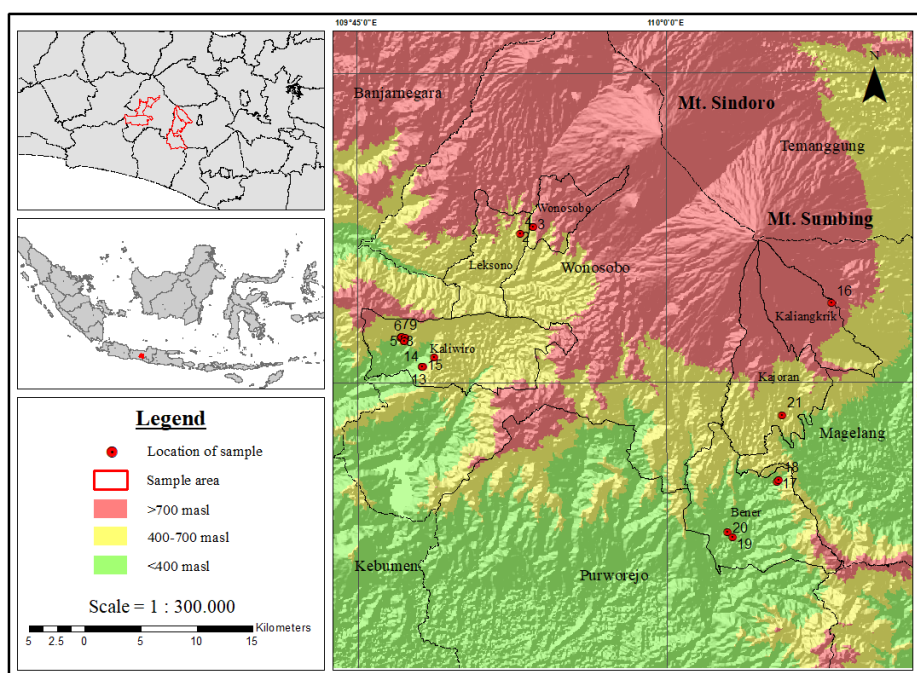 109°45'0"E
110°0'0"E
N
Banjarnegara
Mt. Sindoro
Temanggung
Wonosobo
4
3
2
Mt. Sumbing
Leksono
Wonosobo
16
Kaliangkrik
679
5
8
Kaliwiro
14
15
13
Kajoran
21
Magelang
18
17
Bener
20
19
Kebumen
Purworejo
Legend
Location of sample
Sample area
>700 masl
400-700 masl
<400 masl
Scale = 1 : 300.000
5 2.5 0 5 10 15 Kilometers